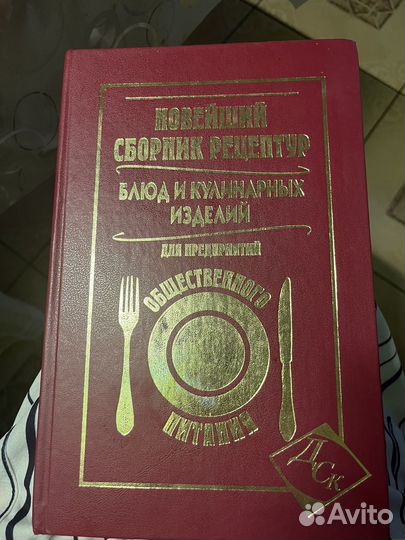 НОВЕЙШИЙ
СБОРНИК РЕЦЕПТУР
БЛЮД И КУЛИНАРНЫХ
ИЗДЕЛИЙ
ДЛЯ ПРЕДПРИЯТИЙ
ОБЩЕСТВЕННОГО
ПИТАНИЯ
ДСК
Avito